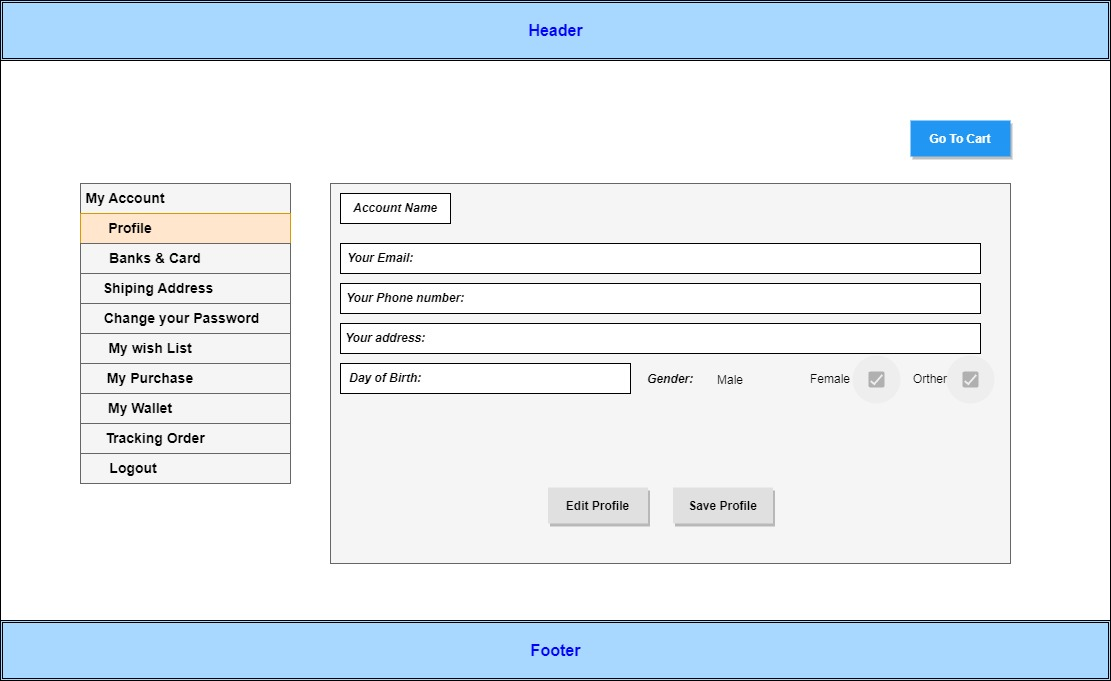 Header
Go To Cart
My Account
Profile
Banks & Card
Shiping Address
Change your Password
My wish List
My Purchase
My Wallet
Tracking Order
Logout
Account Name
Your Email:
Your Phone number:
Your address:
Day of Birth: Gender: Male Female Orther
Edit Profile Save Profile
Footer